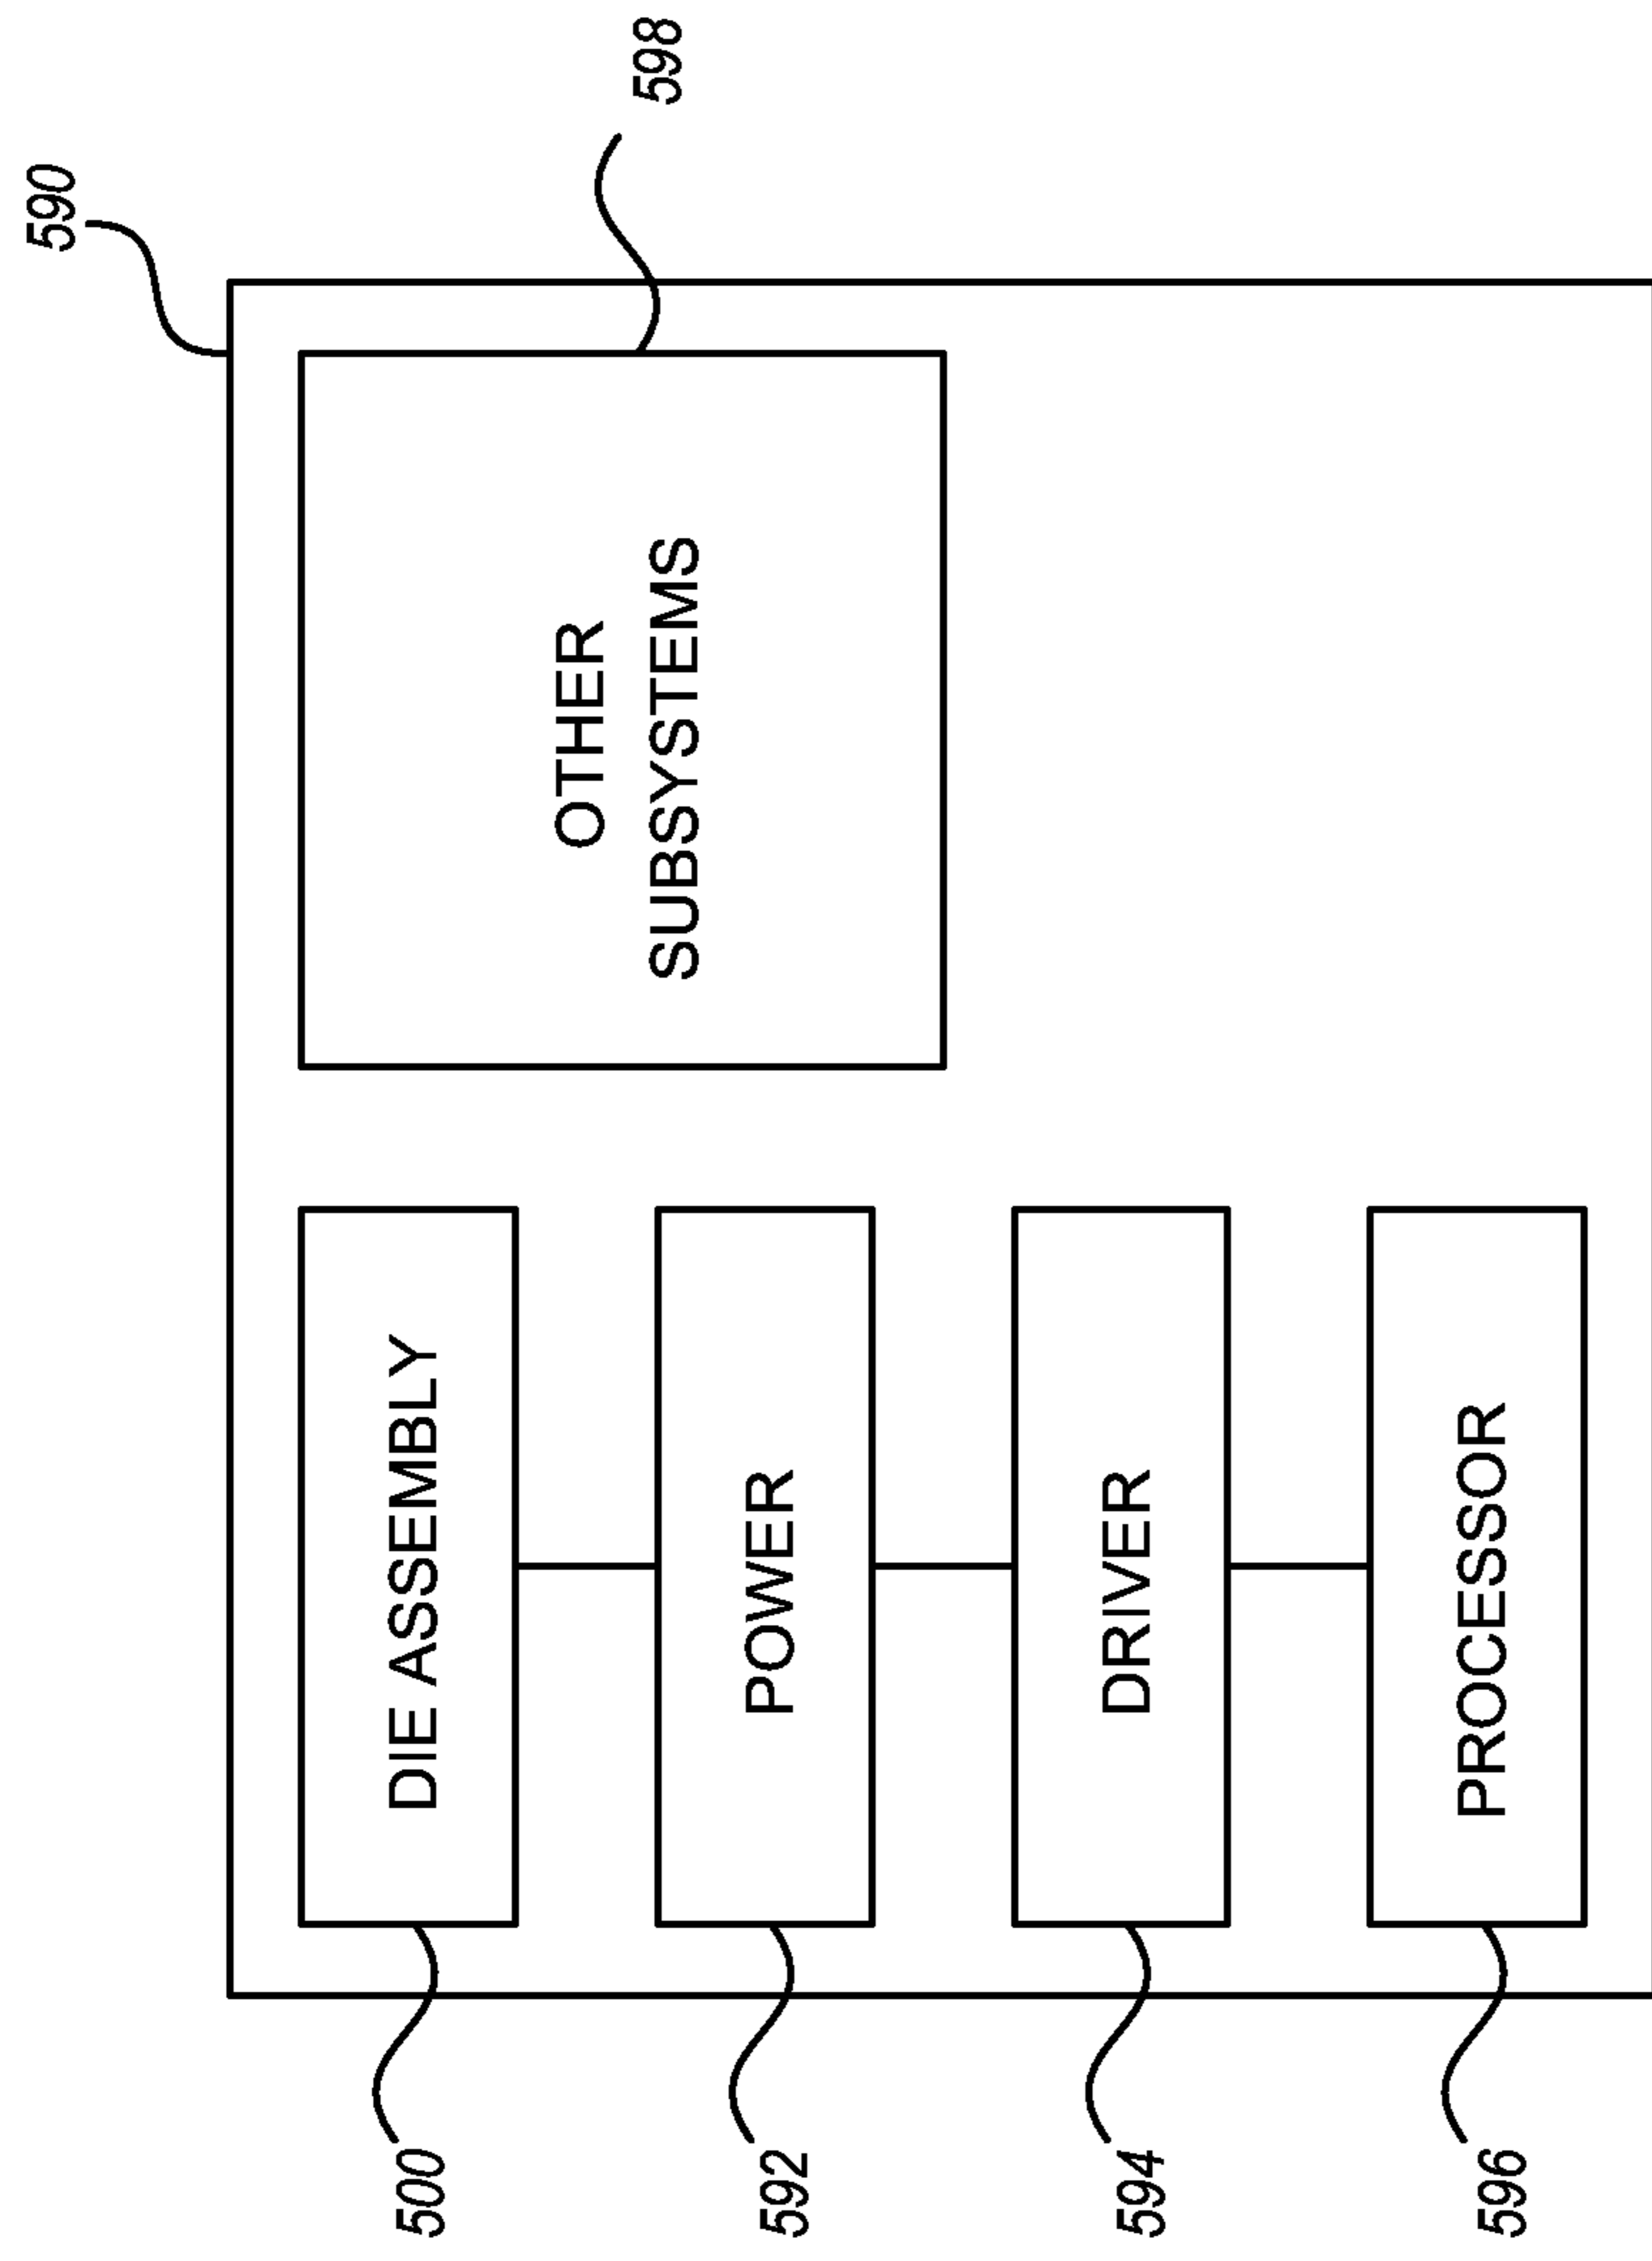 590
500
DIE ASSEMBLY
OTHER
SUBSYSTEMS
598
592
POWER
594
DRIVER
596
PROCESSOR